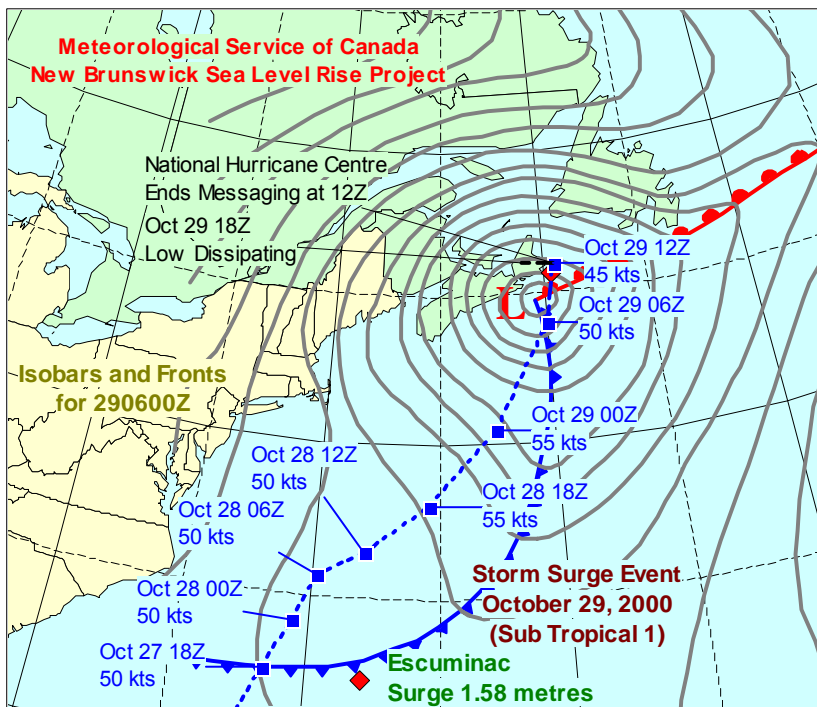 Meteorological Service of Canada
New Brunswick Sea Level Rise Project
National Hurricane Centre
Ends Messaging at 12Z
Oct 29 18Z
Low Dissipating
Oct 29 12Z
45 kts
L
Oct 29 06Z
50 kts
Isobars and Fronts
for 290600Z
Oct 29 00Z
55 kts
Oct 28 12Z
50 kts
Oct 28 18Z
55 kts
Oct 28 06Z
50 kts
Storm Surge Event
October 29, 2000
(Sub Tropical 1)
Oct 28 00Z
50 kts
Oct 27 18Z
50 kts
Escuminac
Surge 1.58 metres